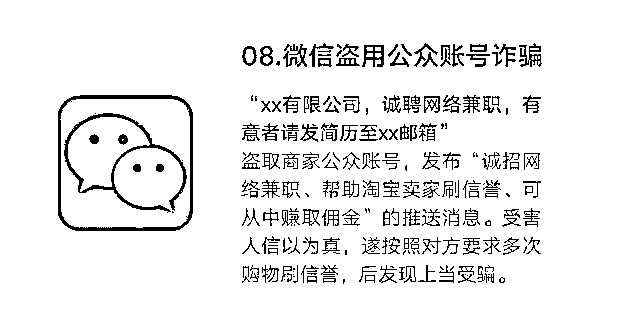 08.微信盗用公众账号诈骗
“xx有限公司，诚聘网络兼职，有
意者请发简历至xx邮箱”
盗取商家公众账号，发布“诚招网
络兼职、帮助淘宝卖家刷信誉、可
从中赚取佣金”的推送消息。受害
人信以为真，遂按照对方要求多次
购物刷信誉，后发现上当受骗。